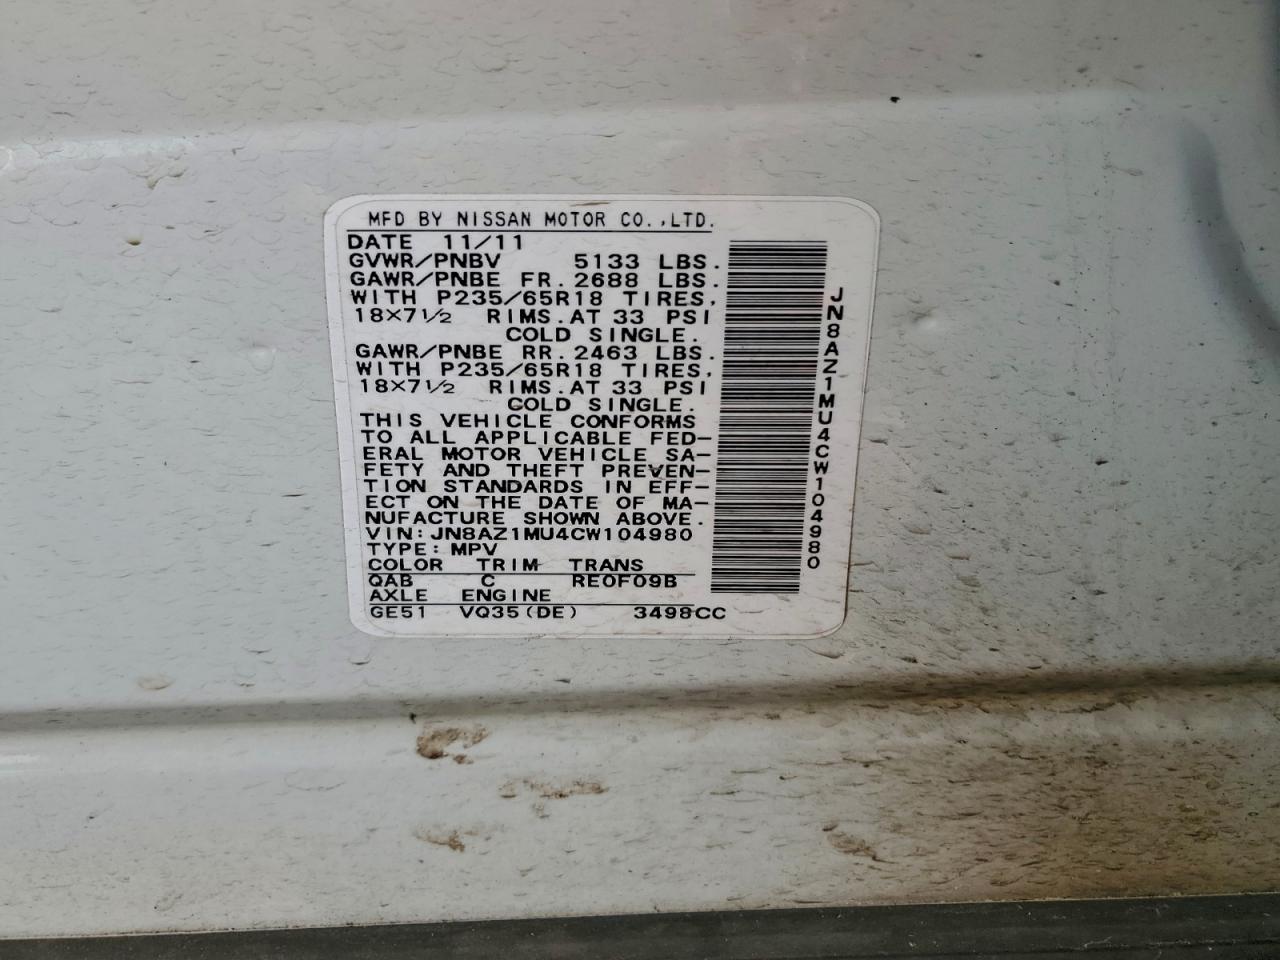 MFD BY NISSAN MOTOR CO.,LTD.
DATE 11/11
GVWR/PNBV 5133 LBS.
GAWR/PNBE FR. 2688 LBS.
WITH P235/65R18 TIRES,
18×7½ RIMS.AT 33 PSI
COLD SINGLE.
GAWR/PNBE RR. 2463 LBS.
WITH P235/65R18 TIRES,
18×7½ RIMS.AT 33 PSI
COLD SINGLE.
THIS VEHICLE CONFORMS
TO ALL APPLICABLE FED-
ERAL MOTOR VEHICLE SA-
FETY AND THEFT PREVEN-
TION STANDARDS IN EFF-
ECT ON THE DATE OF MA-
NUFACTURE SHOWN ABOVE.
VIN:JN8AZ1MU4CW104980
TYPE:MPV
COLOR TRIM TRANS
QAB C RE0F09B
AXLE ENGINE
GE51 VQ35(DE) 3498CC
JN8AZ1MU4CW104980